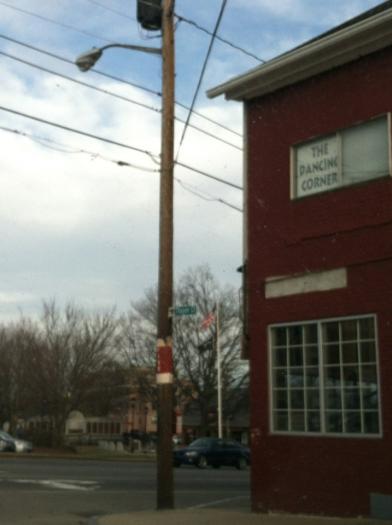 THE
DANCING
CORNER